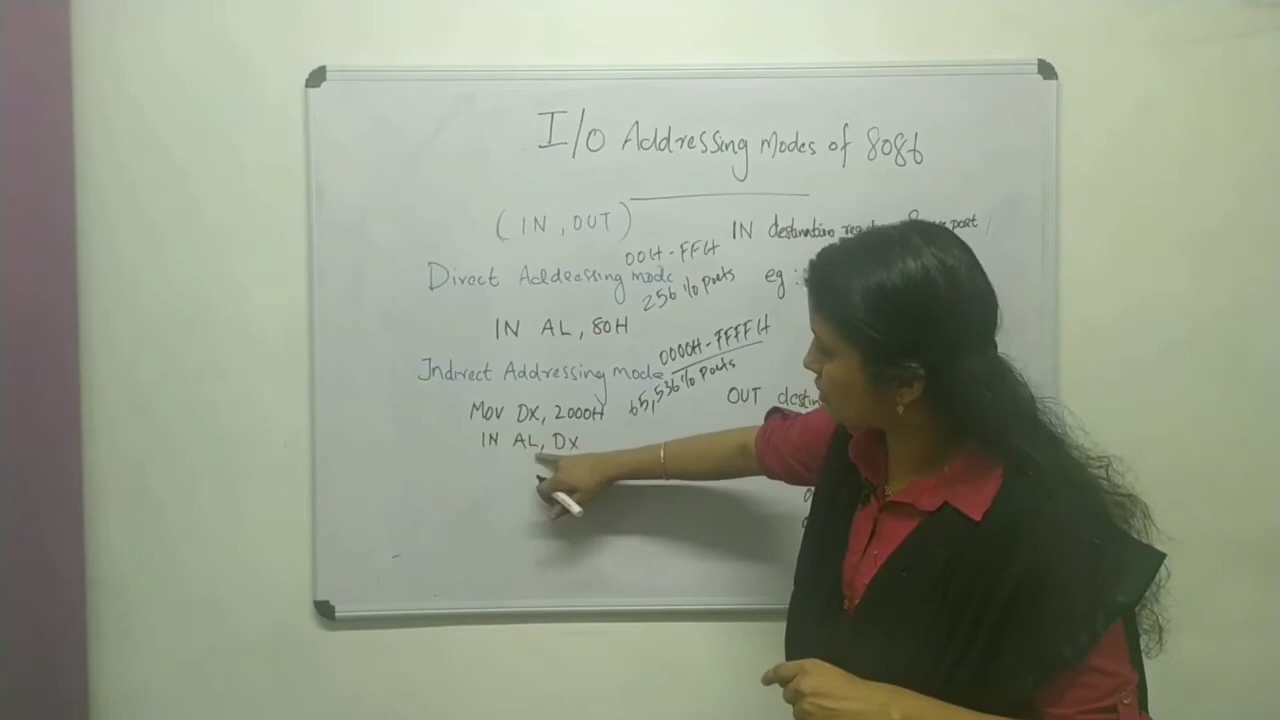 I/O Addressing Modes of 8086
(IN, OUT)
IN destination port
00H - FFH
Direct Addressing mode
256 I/O ports
eg:
IN AL, 80H
0000H - FFFFH
Indirect Addressing mode
65,536 I/O ports
MOV DX, 2000H
OUT
IN AL, DX